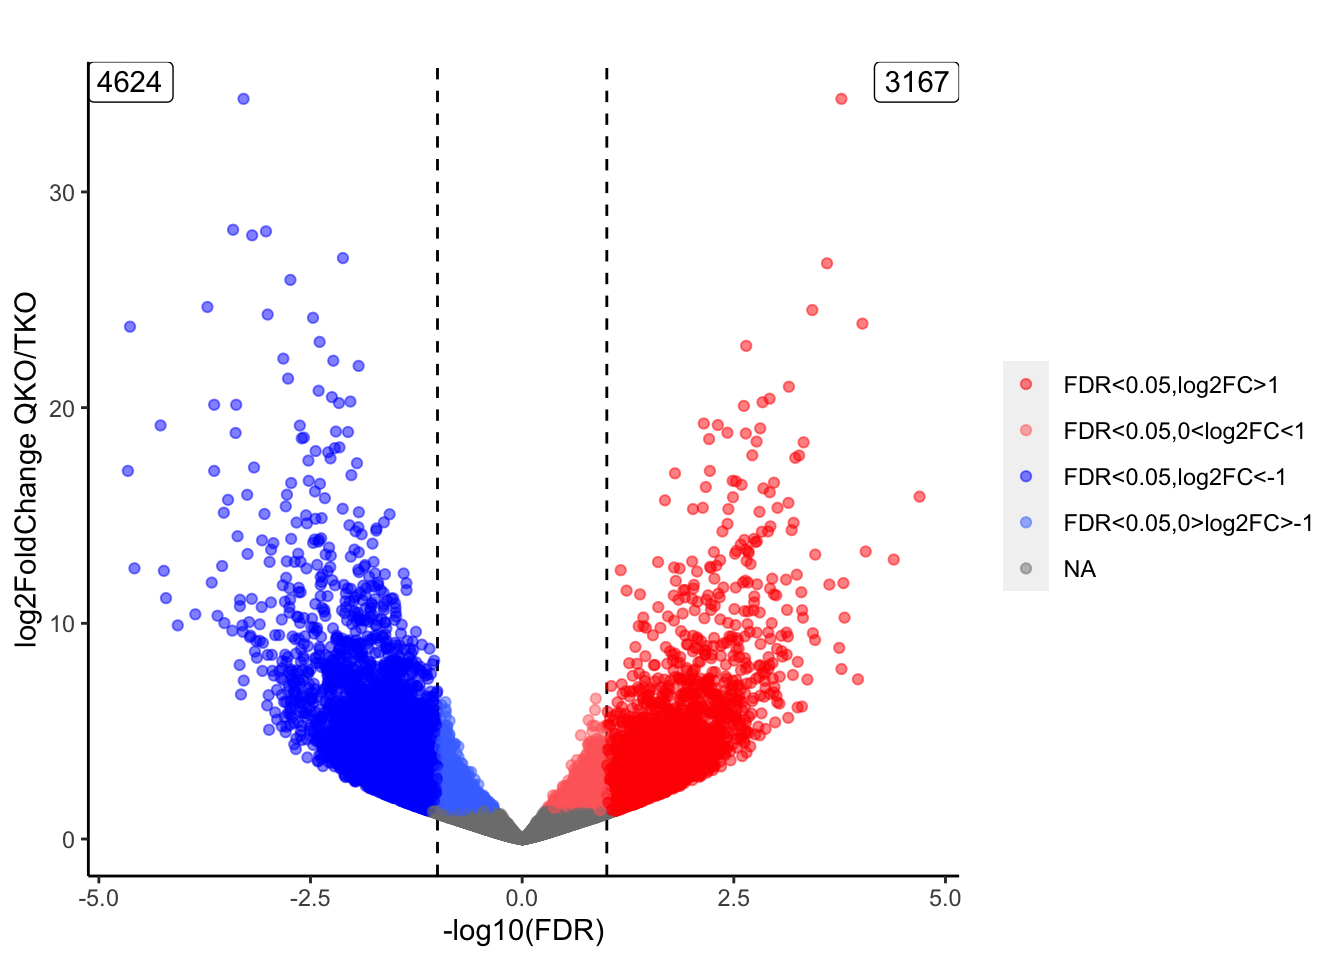 4624
3167
30
20
10
0
log2FoldChange QKO/TKO
-5.0
-2.5
0.0
2.5
5.0
-log10(FDR)
FDR<0.05,log2FC>1
FDR<0.05,0<log2FC<1
FDR<0.05,log2FC<-1
FDR<0.05,0>log2FC>-1
NA